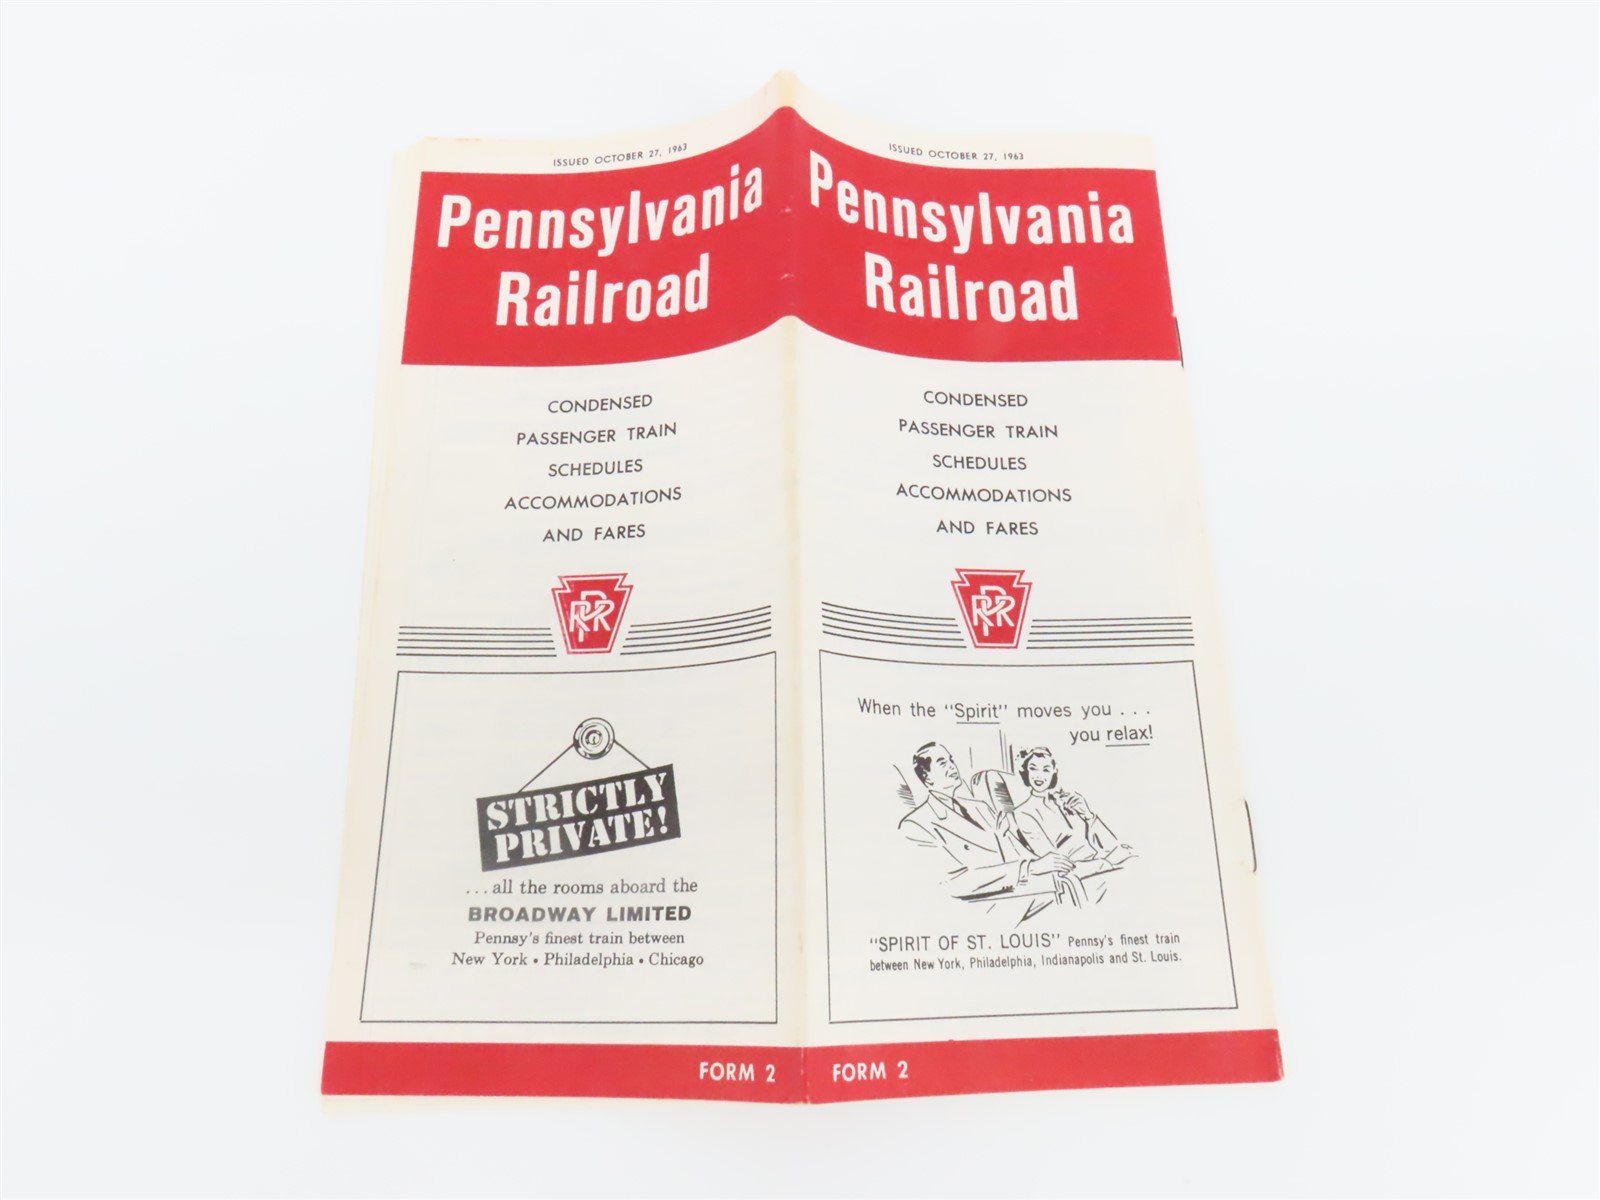 ISSUED OCTOBER 27, 1963
Pennsylvania
Railroad
CONDENSED
PASSENGER TRAIN
SCHEDULES
ACCOMMODATIONS
AND FARES
PRR
STRICTLY
PRIVATE!
...all the rooms aboard the
BROADWAY LIMITED
Pennsy's finest train between
New York • Philadelphia • Chicago
FORM 2
ISSUED OCTOBER 27, 1963
Pennsylvania
Railroad
CONDENSED
PASSENGER TRAIN
SCHEDULES
ACCOMMODATIONS
AND FARES
PRR
When the "Spirit" moves you . . .
you relax!
"SPIRIT OF ST. LOUIS" Pennsy's finest train
between New York, Philadelphia, Indianapolis and St. Louis.
FORM 2